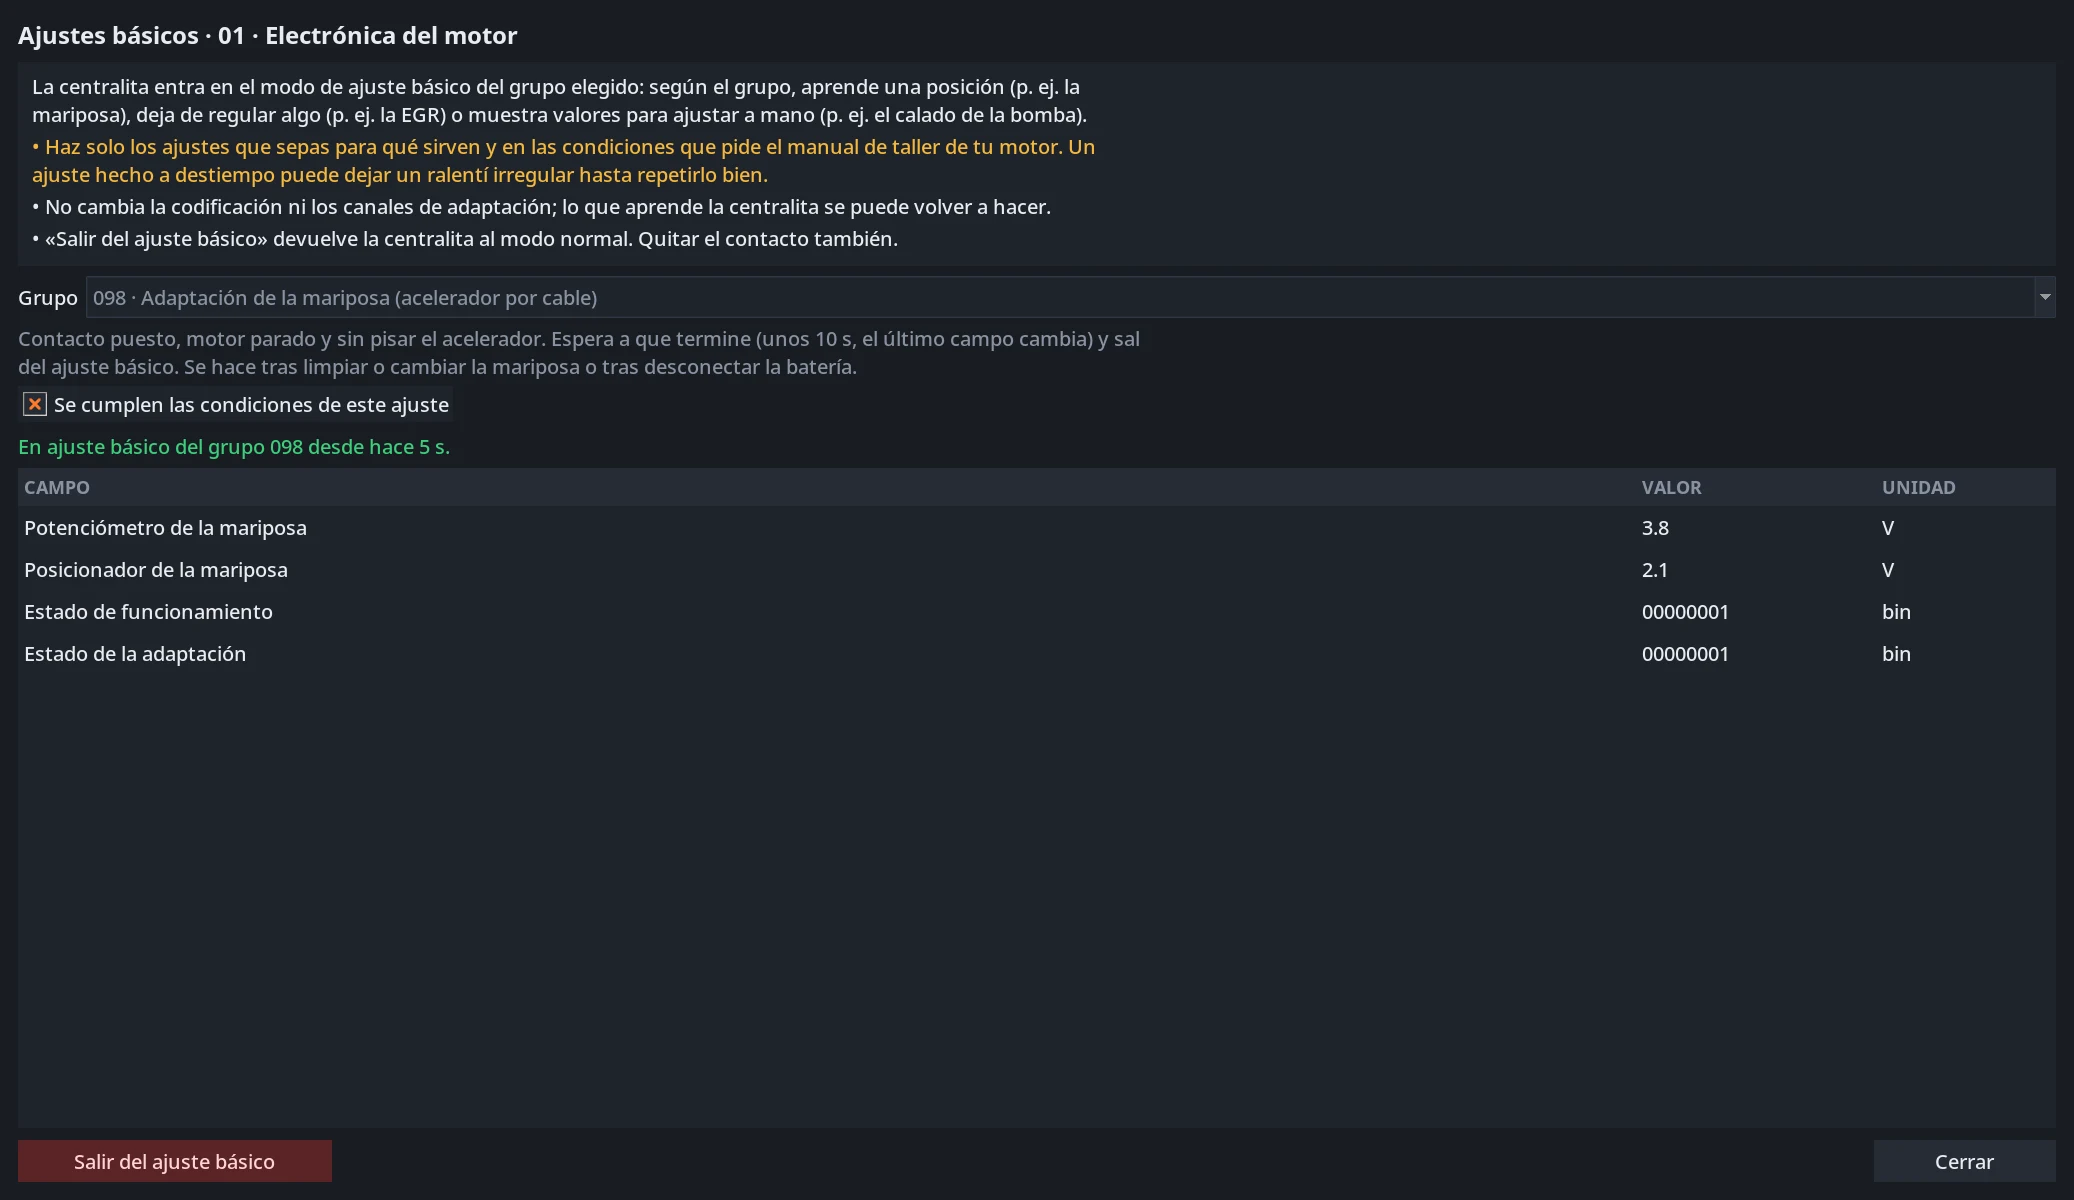 Ajustes básicos · 01 · Electrónica del motor
La centralita entra en el modo de ajuste básico del grupo elegido: según el grupo, aprende una posición (p. ej. la
mariposa), deja de regular algo (p. ej. la EGR) o muestra valores para ajustar a mano (p. ej. el calado de la bomba).
• Haz solo los ajustes que sepas para qué sirven y en las condiciones que pide el manual de taller de tu motor. Un
ajuste hecho a destiempo puede dejar un ralentí irregular hasta repetirlo bien.
• No cambia la codificación ni los canales de adaptación; lo que aprende la centralita se puede volver a hacer.
• «Salir del ajuste básico» devuelve la centralita al modo normal. Quitar el contacto también.
Grupo 098 · Adaptación de la mariposa (acelerador por cable)
Contacto puesto, motor parado y sin pisar el acelerador. Espera a que termine (unos 10 s, el último campo cambia) y sal
del ajuste básico. Se hace tras limpiar o cambiar la mariposa o tras desconectar la batería.
Se cumplen las condiciones de este ajuste
En ajuste básico del grupo 098 desde hace 5 s.
CAMPO VALOR UNIDAD
Potenciómetro de la mariposa 3.8 V
Posicionador de la mariposa 2.1 V
Estado de funcionamiento 00000001 bin
Estado de la adaptación 00000001 bin
Salir del ajuste básico Cerrar